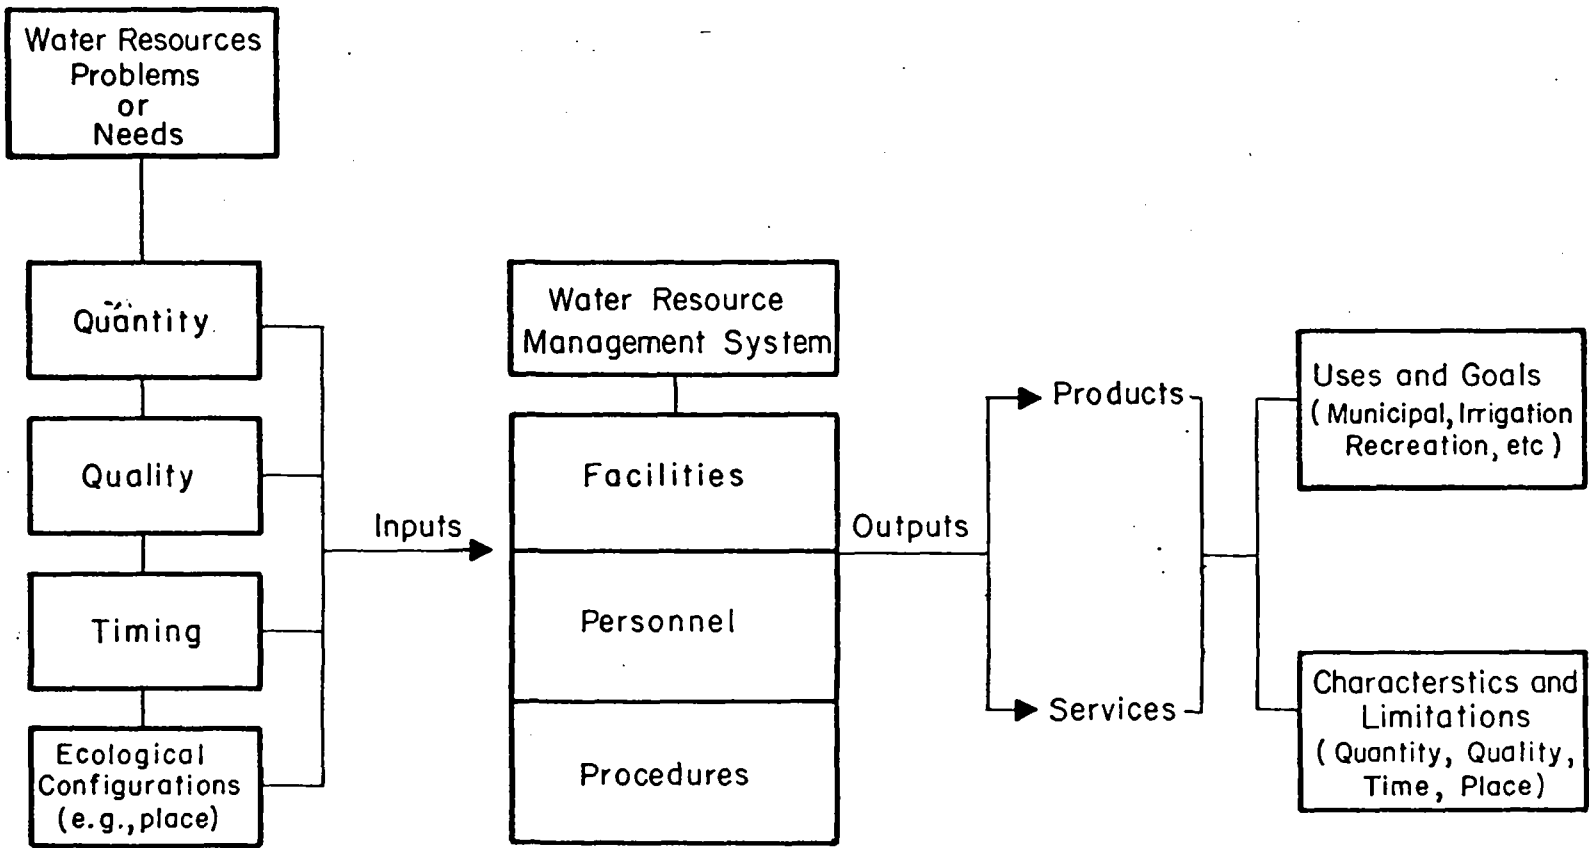 Water Resources
Problems
or
Needs
Quantity
Quality
Timing
Ecological
Configurations
(e.g., place)
Inputs
Water Resource
Management System
Facilities
Personnel
Procedures
Outputs
Products
Services
Uses and Goals
(Municipal, Irrigation
Recreation, etc)
Characterstics and
Limitations
(Quantity, Quality,
Time, Place)